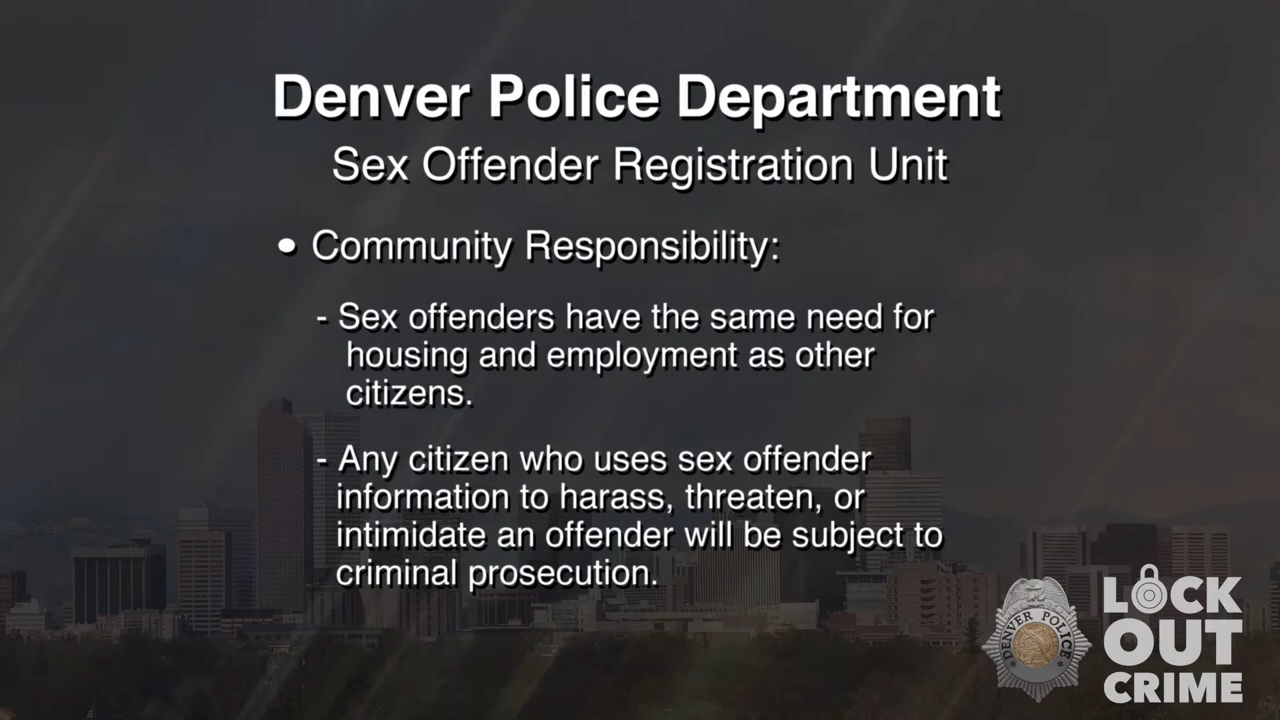 Denver Police Department
Sex Offender Registration Unit
• Community Responsibility:
- Sex offenders have the same need for
housing and employment as other
citizens.
- Any citizen who uses sex offender
information to harass, threaten, or
intimidate an offender will be subject to
criminal prosecution.
DENVER POLICE
LOCK
OUT
CRIME